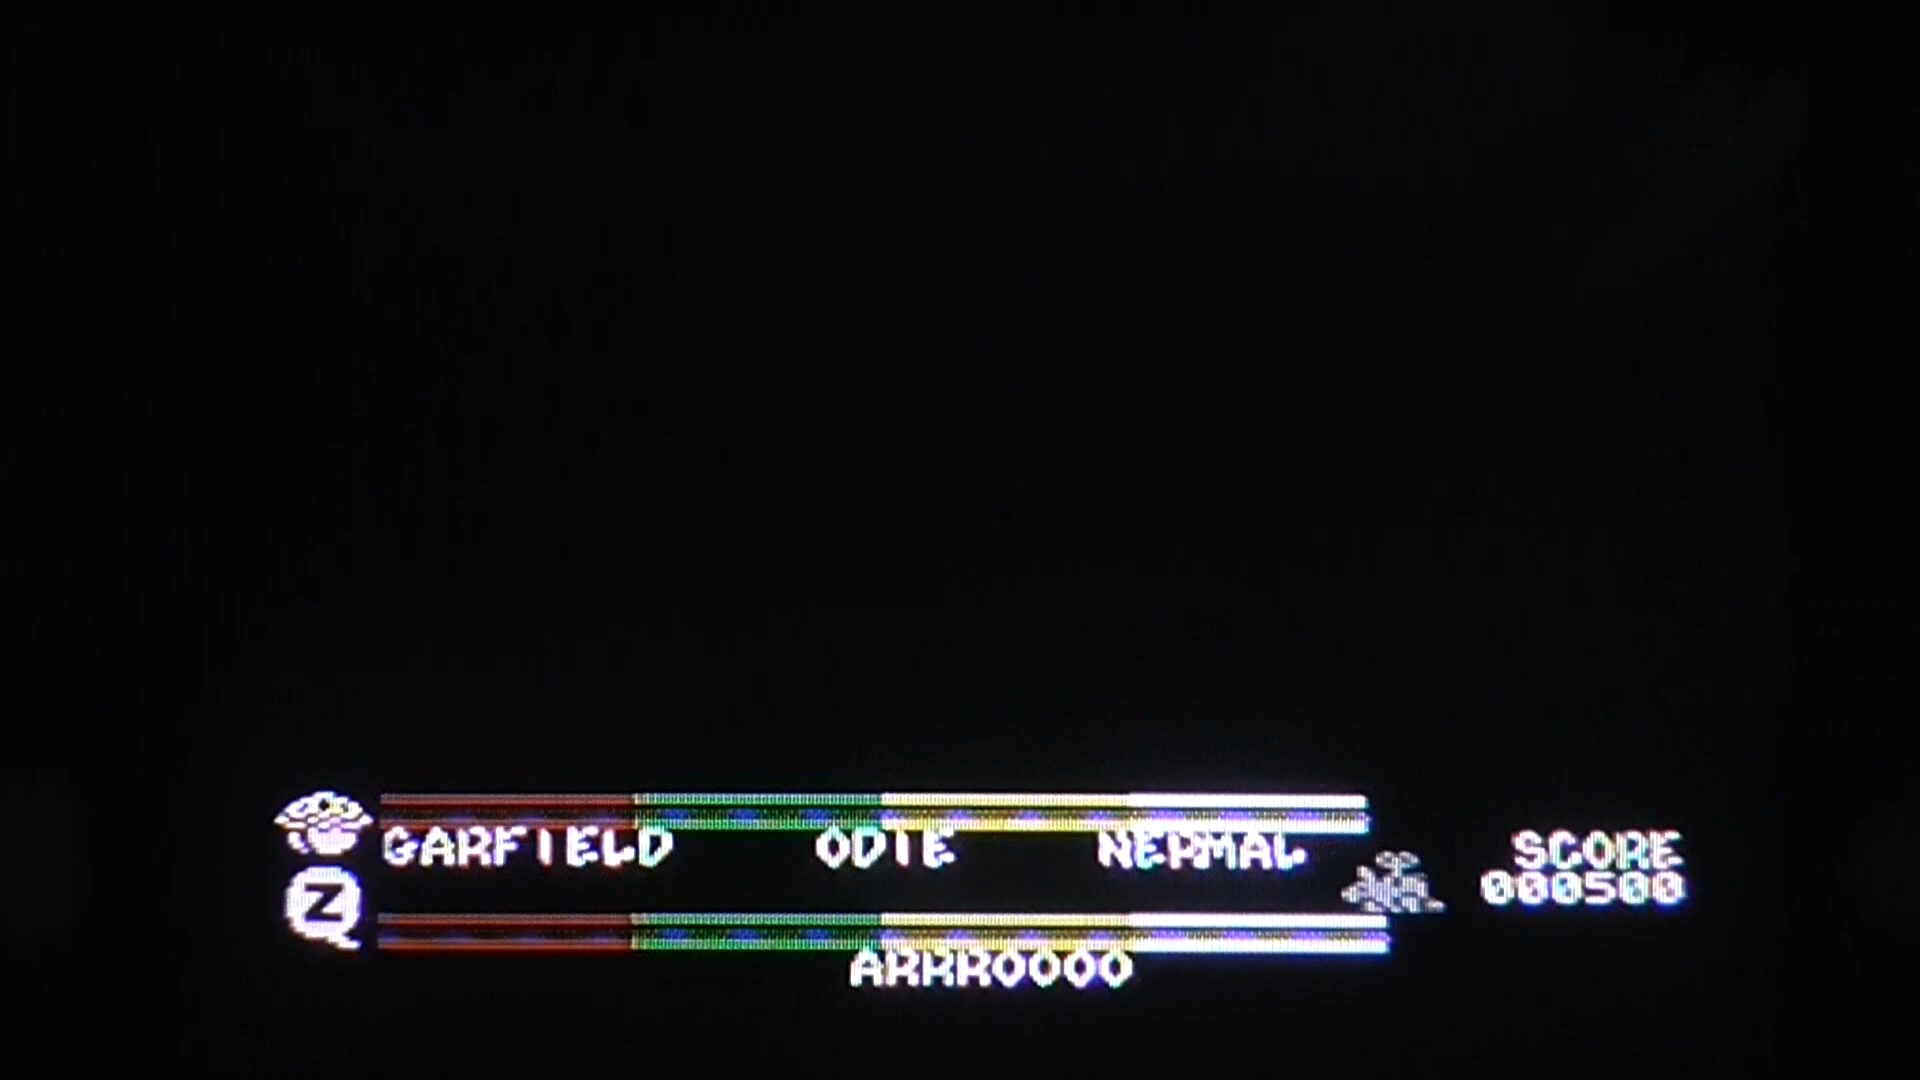 GARFIELD ODIE NERMAL
SCORE
000500
Z
ARRROOOO